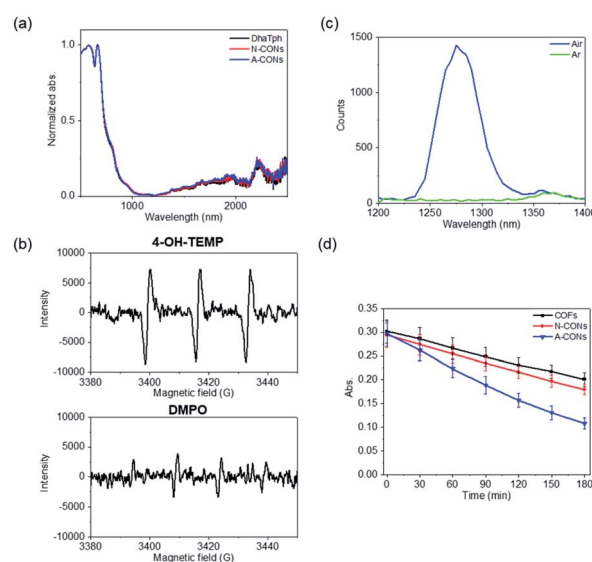 (a)
DhaTph
N-CONs
A-CONs
Normalized abs.
1.0
0.5
0.0
1000
2000
Wavelength (nm)
(b)
4-OH-TEMP
Intensity
10000
5000
0
-5000
-10000
3380
3400
3420
3440
Magnetic field (G)
DMPO
Intensity
10000
5000
0
-5000
-10000
3380
3400
3420
3440
Magnetic field (G)
(c)
Air
Ar
Counts
1500
1000
500
0
1200
1250
1300
1350
1400
Wavelength (nm)
(d)
COFs
N-CONs
A-CONs
Abs.
0.35
0.30
0.25
0.20
0.15
0.10
0.05
0.00
0
30
60
90
120
150
180
Time (min)